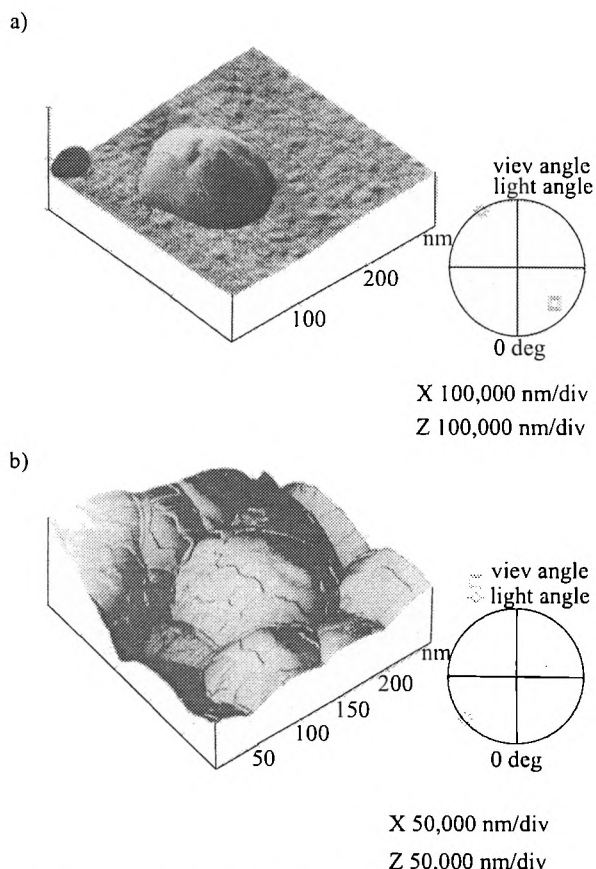 a)
viev angle
light angle
nm
200
100
0 deg
X 100,000 nm/div
Z 100,000 nm/div
b)
viev angle
light angle
nm
200
150
100
50
0 deg
X 50,000 nm/div
Z 50,000 nm/div